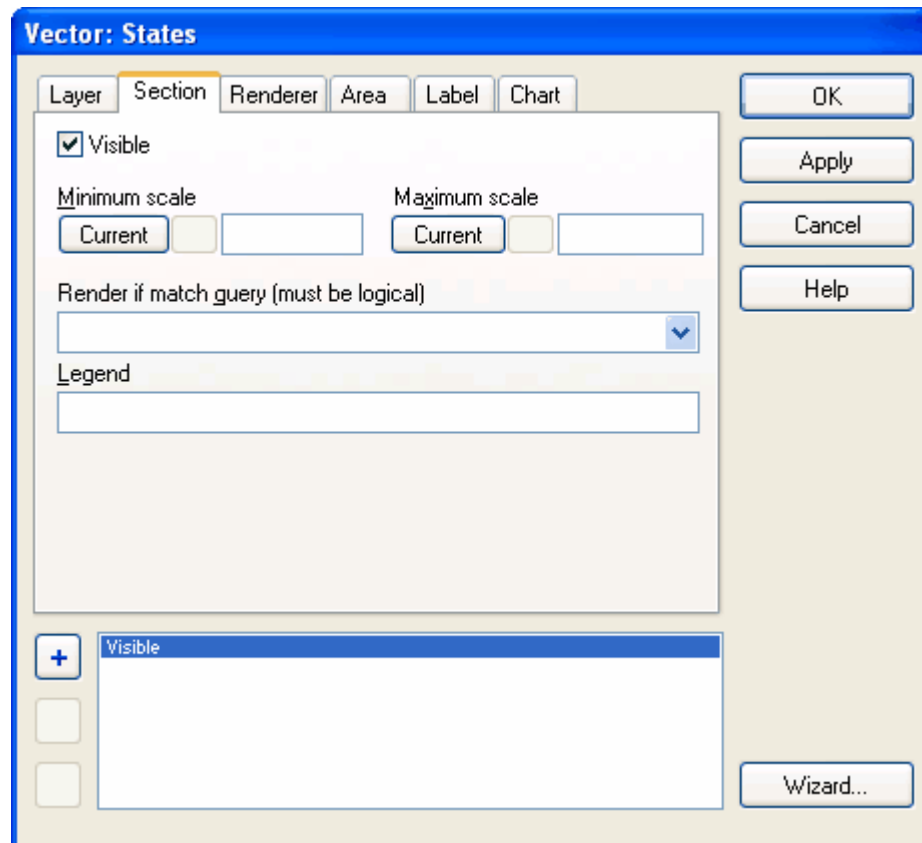 Vector: States
Layer Section Renderer Area Label Chart
OK
Visible
Apply
Minimum scale Maximum scale
Current Current
Cancel
Render if match query (must be logical)
Help
Legend
+
Visible
Wizard...